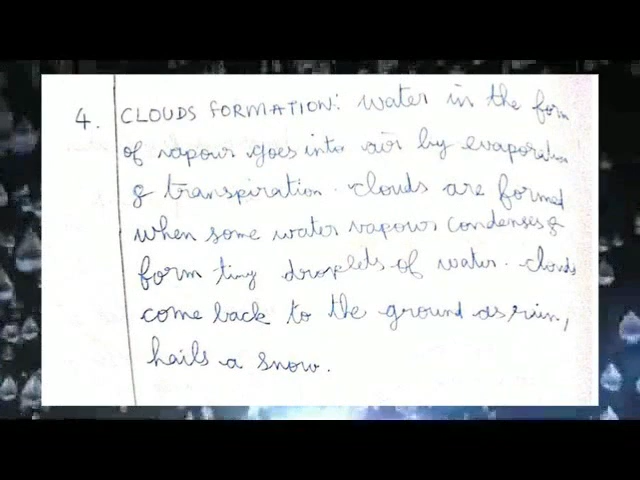 4. CLOUDS FORMATION: Water in the form
of vapour goes into air by evaporation
& transpiration. Clouds are formed
when some water vapour condenses &
form tiny droplets of water. Clouds
come back to the ground as rain,
hails a snow.